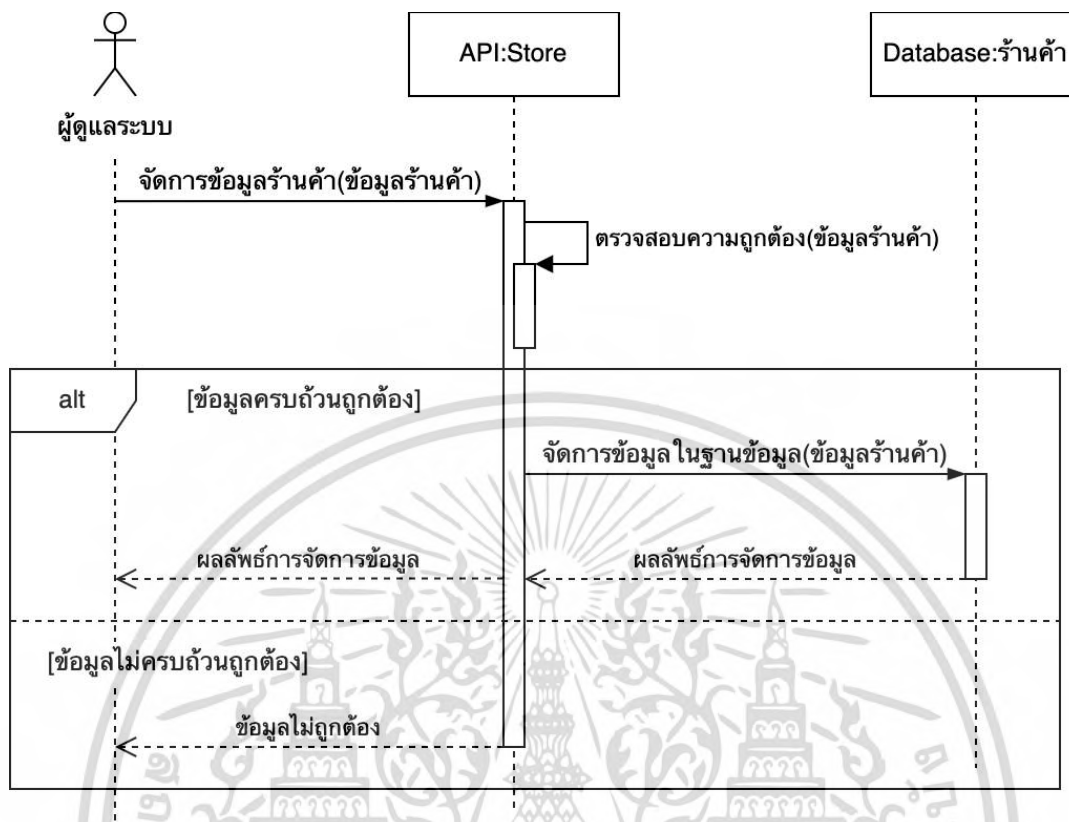 API:Store
Database:ร้านค้า
ผู้ดูแลระบบ
จัดการข้อมูลร้านค้า(ข้อมูลร้านค้า)
ตรวจสอบความถูกต้อง(ข้อมูลร้านค้า)
alt
[ข้อมูลครบถ้วนถูกต้อง]
จัดการข้อมูลในฐานข้อมูล(ข้อมูลร้านค้า)
ผลลัพธ์การจัดการข้อมูล
ผลลัพธ์การจัดการข้อมูล
[ข้อมูลไม่ครบถ้วนถูกต้อง]
ข้อมูลไม่ถูกต้อง